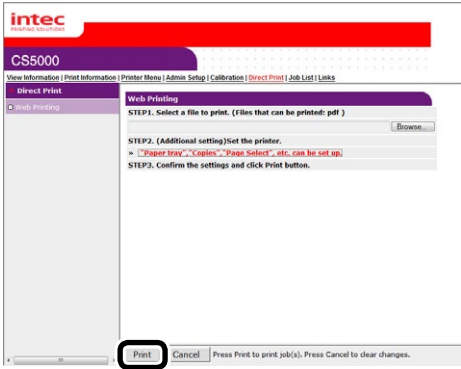 intec
PRINTING SOLUTIONS
CS5000
View Information | Print Information | Printer Menu | Admin Setup | Calibration | Direct Print | Job List | Links
Direct Print
Web Printing
Web Printing
STEP1. Select a file to print. (Files that can be printed: pdf )
Browse...
STEP2. (Additional setting)Set the printer.
» "Paper tray","Copies","Page Select", etc. can be set up.
STEP3. Confirm the settings and click Print button.
Print Cancel Press Print to print job(s). Press Cancel to clear changes.